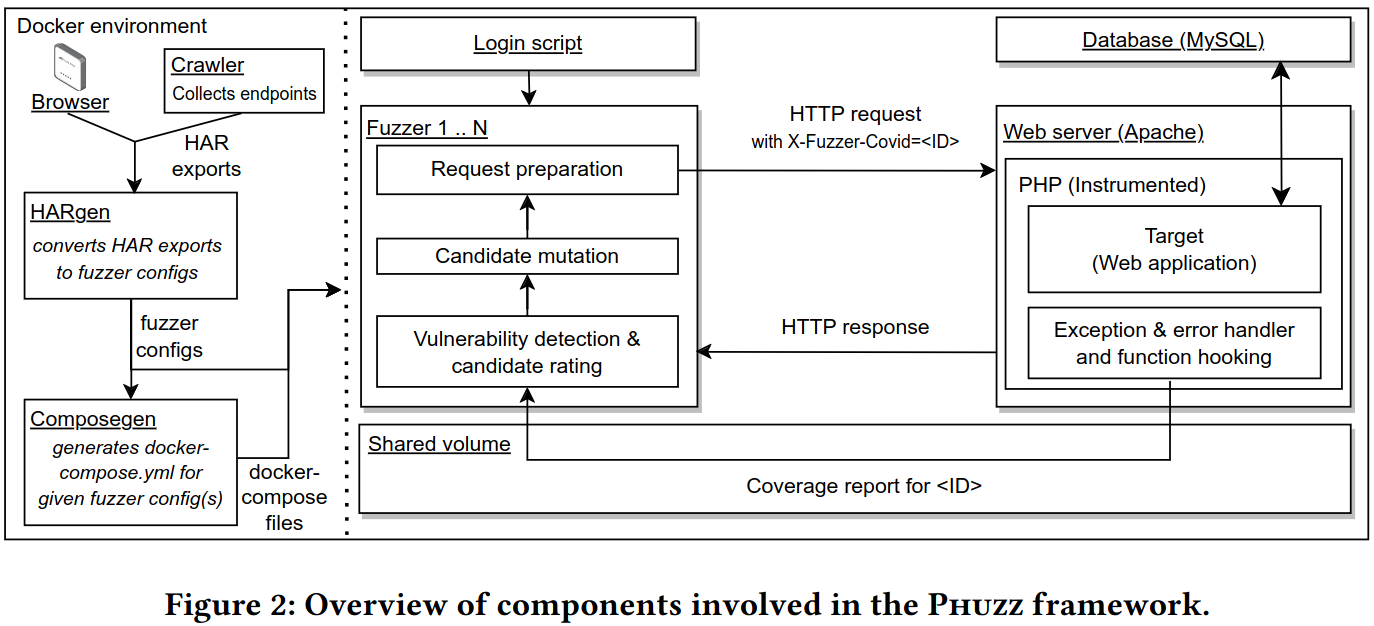 Docker environment
Browser
Crawler
Collects endpoints
HAR
exports
HARgen
converts HAR exports
to fuzzer configs
fuzzer
configs
Composegen
generates docker-
compose.yml for
given fuzzer config(s)
docker-
compose
files
Login script
Fuzzer 1 .. N
Request preparation
Candidate mutation
Vulnerability detection &
candidate rating
HTTP request
with X-Fuzzer-Covid=<ID>
HTTP response
Database (MySQL)
Web server (Apache)
PHP (Instrumented)
Target
(Web application)
Exception & error handler
and function hooking
Shared volume
Coverage report for <ID>
Figure 2: Overview of components involved in the PHUZZ framework.